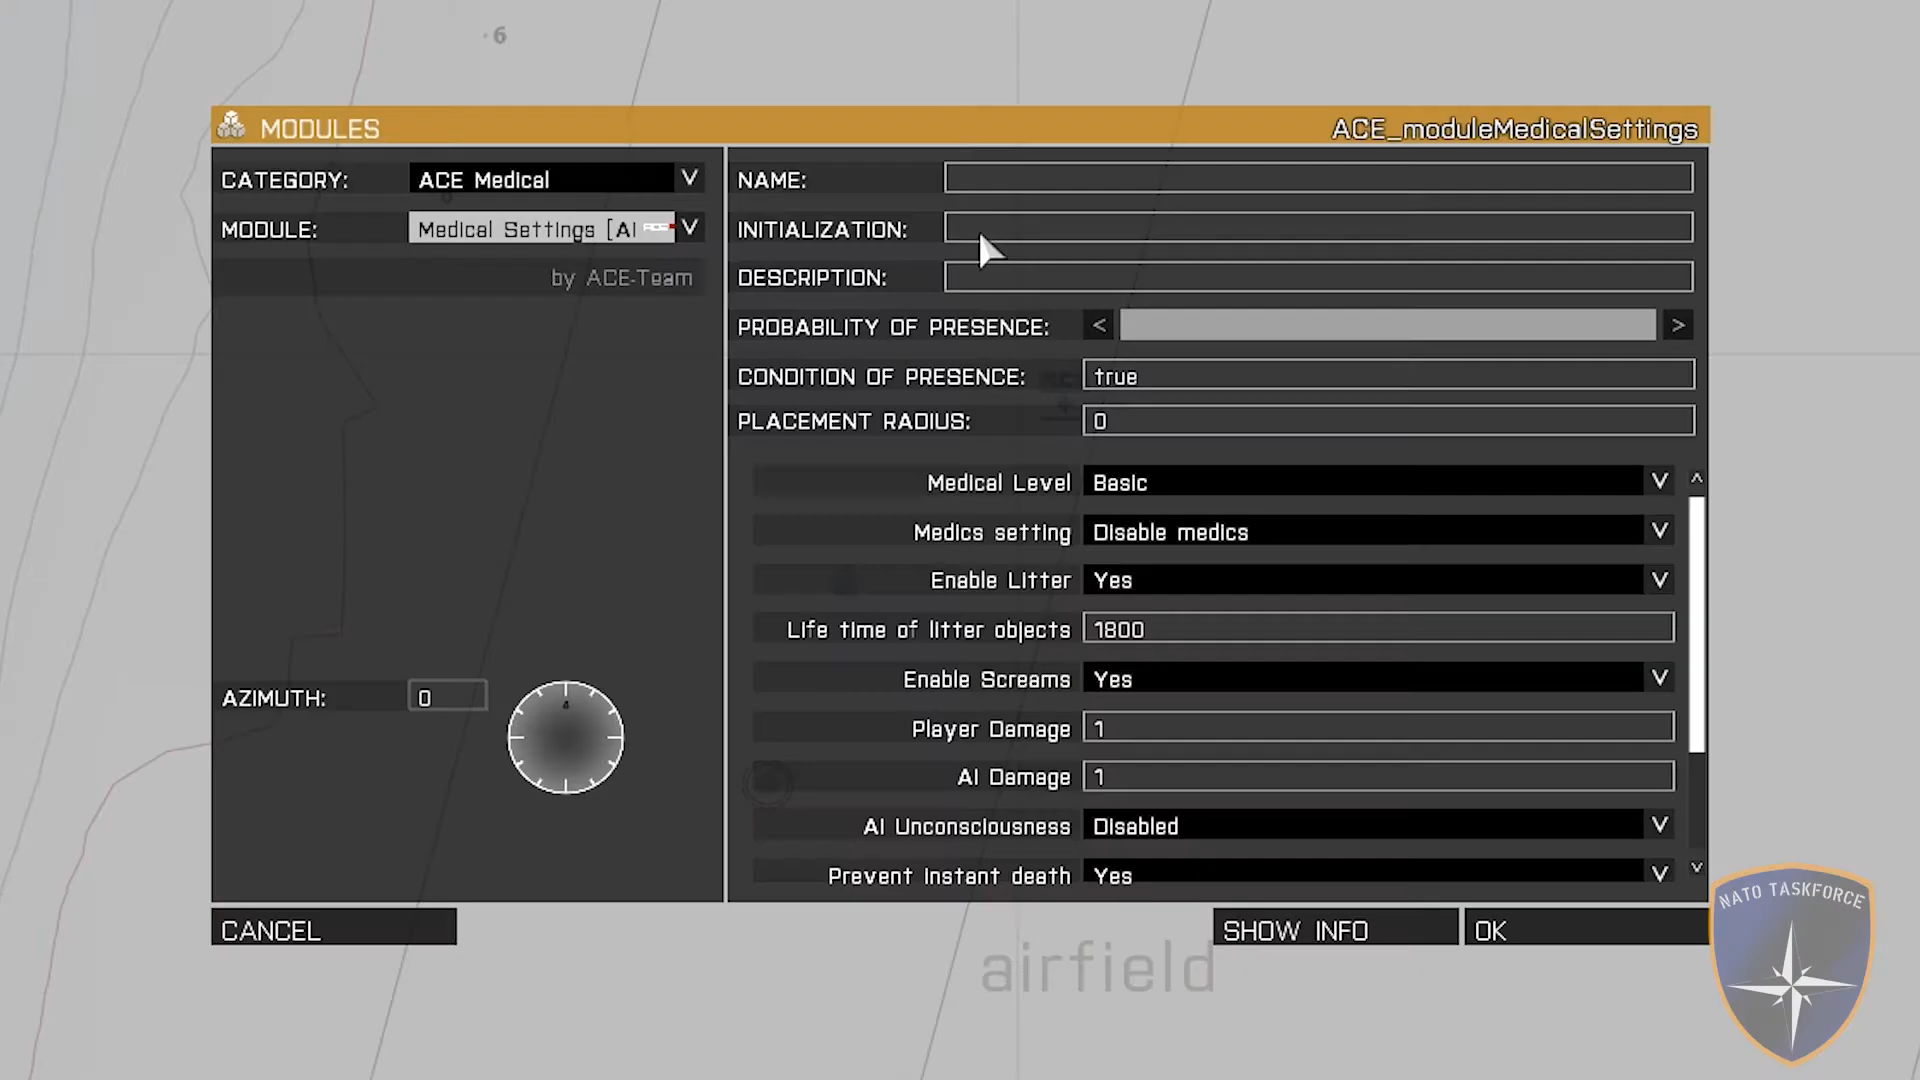 6
MODULES
ACE_moduleMedicalSettings
CATEGORY: ACE Medical
MODULE: Medical Settings [AI
by ACE-Team
AZIMUTH: 0
NAME:
INITIALIZATION:
DESCRIPTION:
PROBABILITY OF PRESENCE: < >
CONDITION OF PRESENCE: true
PLACEMENT RADIUS: 0
Medical Level Basic
Medics setting Disable medics
Enable Litter Yes
Life time of litter objects 1800
Enable Screams Yes
Player Damage 1
AI Damage 1
AI Unconsciousness Disabled
Prevent instant death Yes
CANCEL
SHOW INFO
OK
airfield
NATO TASKFORCE